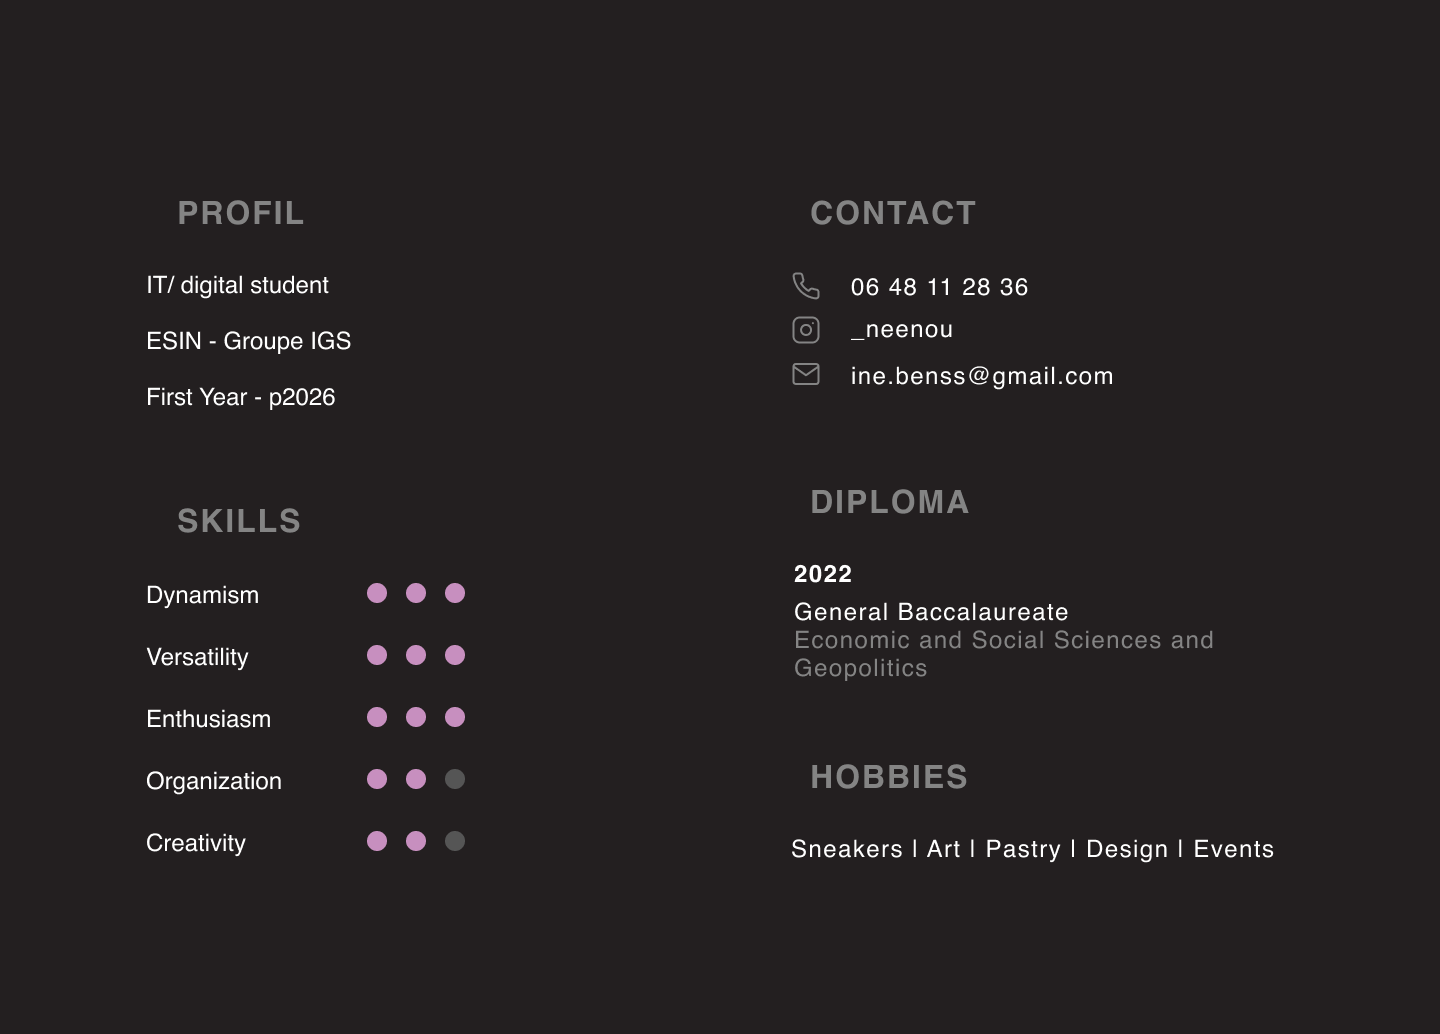 PROFIL
IT/ digital student
ESIN - Groupe IGS
First Year - p2026
SKILLS
Dynamism
Versatility
Enthusiasm
Organization
Creativity
CONTACT
06 48 11 28 36
_neenou
ine.benss@gmail.com
DIPLOMA
2022
General Baccalaureate
Economic and Social Sciences and
Geopolitics
HOBBIES
Sneakers | Art | Pastry | Design | Events